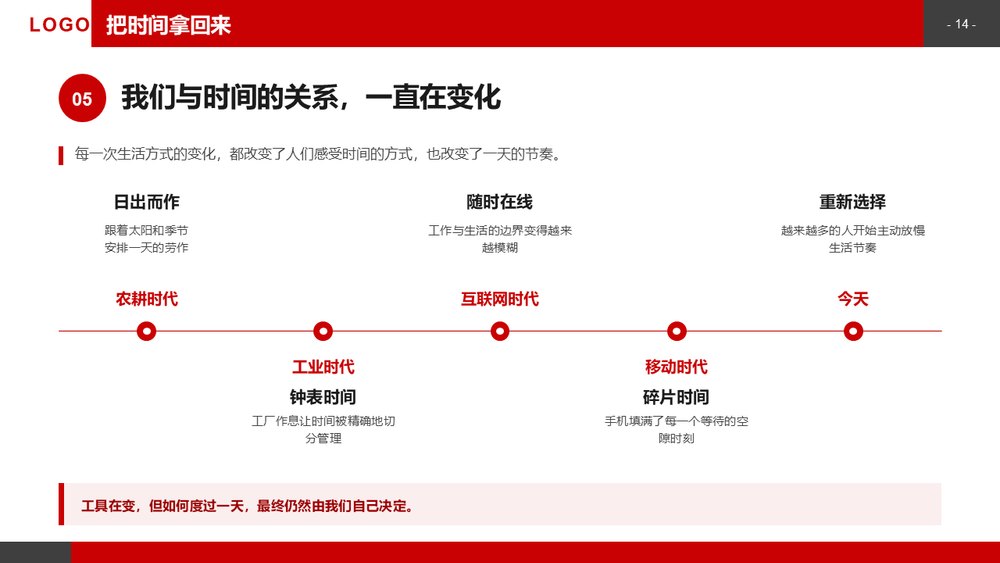 LOGO
把时间拿回来
- 14 -
05
我们与时间的关系，一直在变化
每一次生活方式的变化，都改变了人们感受时间的方式，也改变了一天的节奏。
日出而作
跟着太阳和季节
安排一天的劳作
农耕时代
工业时代
钟表时间
工厂作息让时间被精确地切
分管理
随时在线
工作与生活的边界变得越来
越模糊
互联网时代
移动时代
碎片时间
手机填满了每一个等待的空
隙时刻
重新选择
越来越多的人开始主动放慢
生活节奏
今天
工具在变，但如何度过一天，最终仍然由我们自己决定。